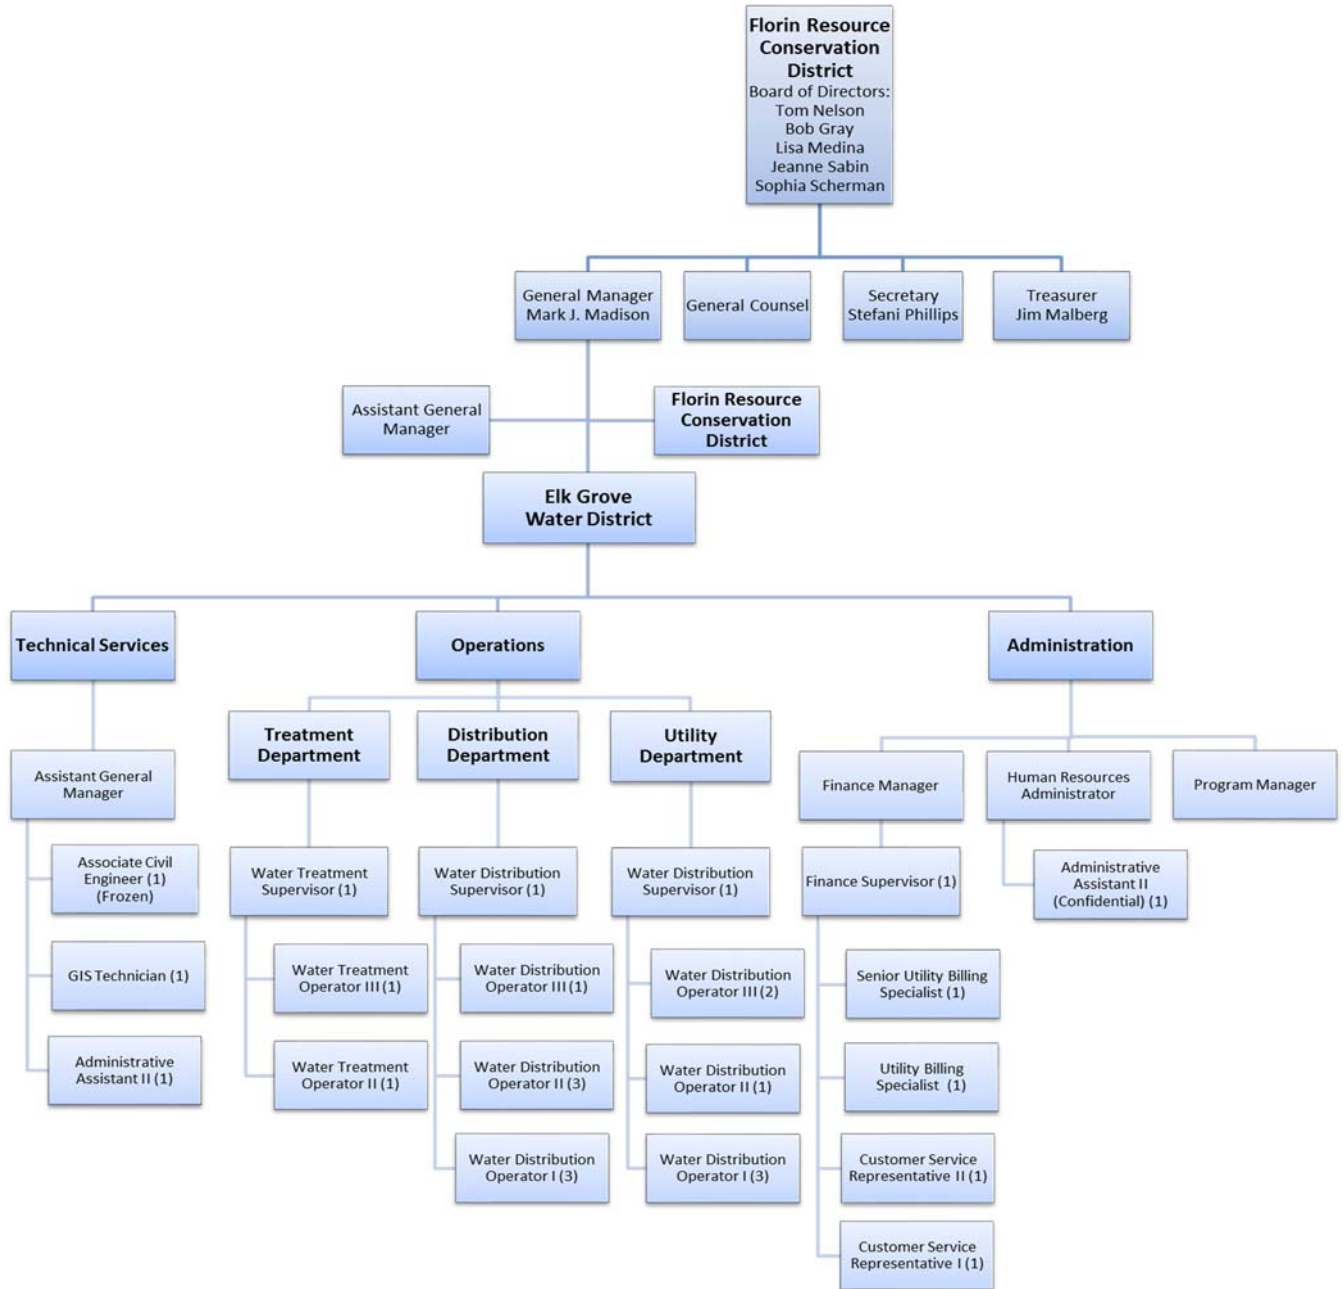 Florin Resource
Conservation
District
Board of Directors:
Tom Nelson
Bob Gray
Lisa Medina
Jeanne Sabin
Sophia Scherman
General Manager
Mark J. Madison
General Counsel
Secretary
Stefani Phillips
Treasurer
Jim Malberg
Assistant General
Manager
Florin Resource
Conservation
District
Elk Grove
Water District
Technical Services
Operations
Administration
Treatment
Department
Distribution
Department
Utility
Department
Assistant General
Manager
Finance Manager
Human Resources
Administrator
Program Manager
Associate Civil
Engineer (1)
(Frozen)
Water Treatment
Supervisor (1)
Water Distribution
Supervisor (1)
Water Distribution
Supervisor (1)
Finance Supervisor (1)
Administrative
Assistant II
(Confidential) (1)
GIS Technician (1)
Water Treatment
Operator III (1)
Water Distribution
Operator III (1)
Water Distribution
Operator III (2)
Senior Utility Billing
Specialist (1)
Administrative
Assistant II (1)
Water Treatment
Operator II (1)
Water Distribution
Operator II (3)
Water Distribution
Operator II (1)
Utility Billing
Specialist (1)
Water Distribution
Operator I (3)
Water Distribution
Operator I (3)
Customer Service
Representative II (1)
Customer Service
Representative I (1)